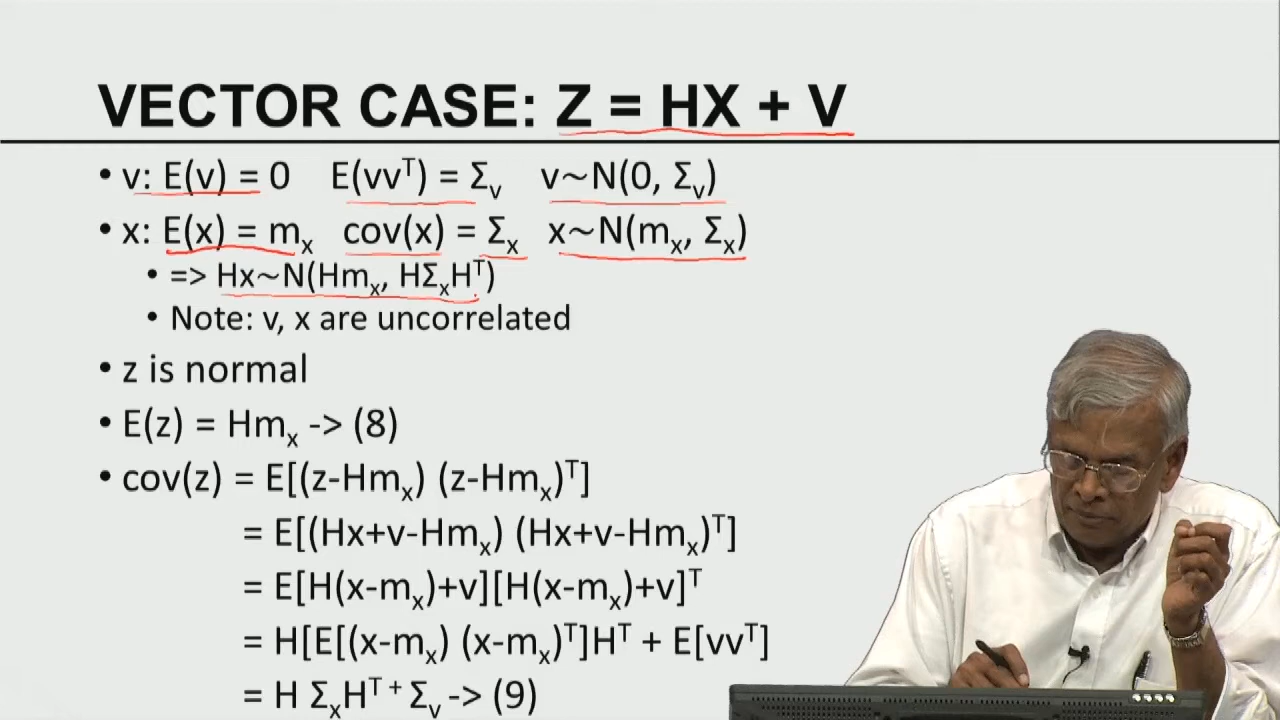 VECTOR CASE: Z = HX + V
• v: E(v) = 0 E(vvᵀ) = Σᵥ v~N(0, Σᵥ)
• x: E(x) = mₓ cov(x) = Σₓ x~N(mₓ, Σₓ)
• => Hx~N(Hmₓ, HΣₓHᵀ)
• Note: v, x are uncorrelated
• z is normal
• E(z) = Hmₓ -> (8)
• cov(z) = E[(z-Hmₓ) (z-Hmₓ)ᵀ]
= E[(Hx+v-Hmₓ) (Hx+v-Hmₓ)ᵀ]
= E[H(x-mₓ)+v][H(x-mₓ)+v]ᵀ
= H[E[(x-mₓ) (x-mₓ)ᵀ]Hᵀ + E[vvᵀ]
= H ΣₓHᵀ ⁺ Σᵥ -> (9)